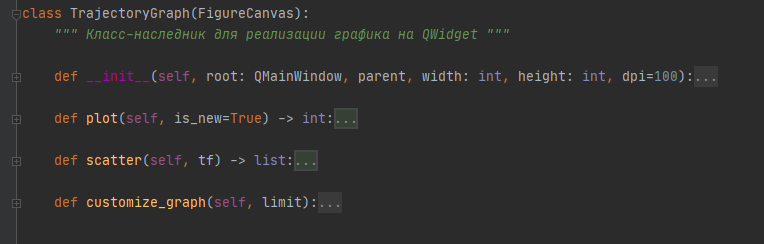 class TrajectoryGraph(FigureCanvas):
""" Класс-наследник для реализации графика на QWidget """
def __init__(self, root: QMainWindow, parent, width: int, height: int, dpi=100):...
def plot(self, is_new=True) -> int:...
def scatter(self, tf) -> list:...
def customize_graph(self, limit):...